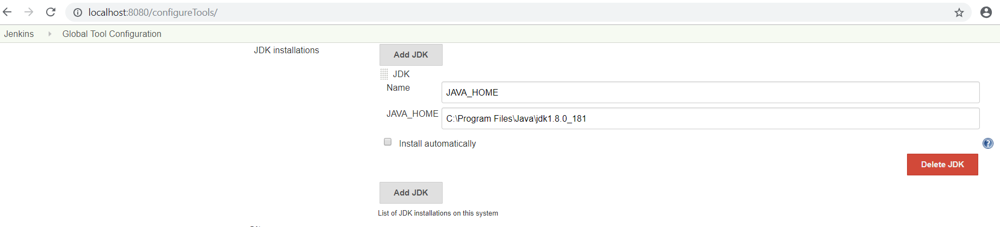 localhost:8080/configureTools/
Jenkins Global Tool Configuration
JDK installations Add JDK
JDK
Name JAVA_HOME
JAVA_HOME C:\Program Files\Java\jdk1.8.0_181
Install automatically ?
Delete JDK
Add JDK
List of JDK installations on this system